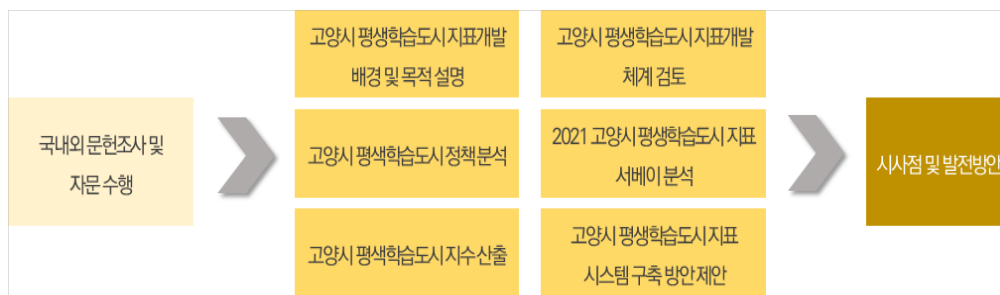 국내외 문헌조사 및
자문 수행
고양시 평생학습도시 지표개발
배경 및 목적 설명
고양시 평생학습도시 지표개발
체계 검토
고양시 평색학습도시 정책 분석
2021 고양시 평생학습도시 지표
서베이 분석
고양시 평색학습도시 지수 산출
고양시 평생학습도시 지표
시스템 구축 방안 제안
시사점 및 발전방안